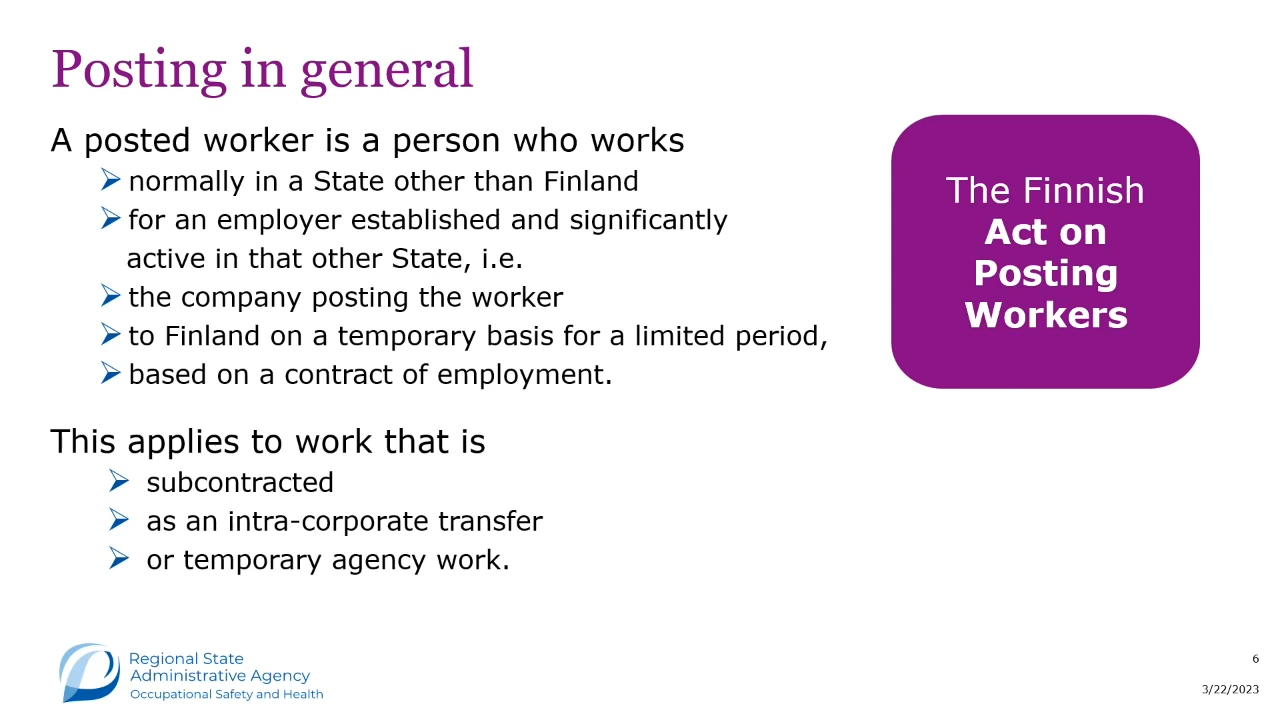 Posting in general
A posted worker is a person who works
normally in a State other than Finland
for an employer established and significantly
active in that other State, i.e.
the company posting the worker
to Finland on a temporary basis for a limited period,
based on a contract of employment.
This applies to work that is
subcontracted
as an intra-corporate transfer
or temporary agency work.
The Finnish
Act on
Posting
Workers
Regional State
Administrative Agency
Occupational Safety and Health
6
3/22/2023